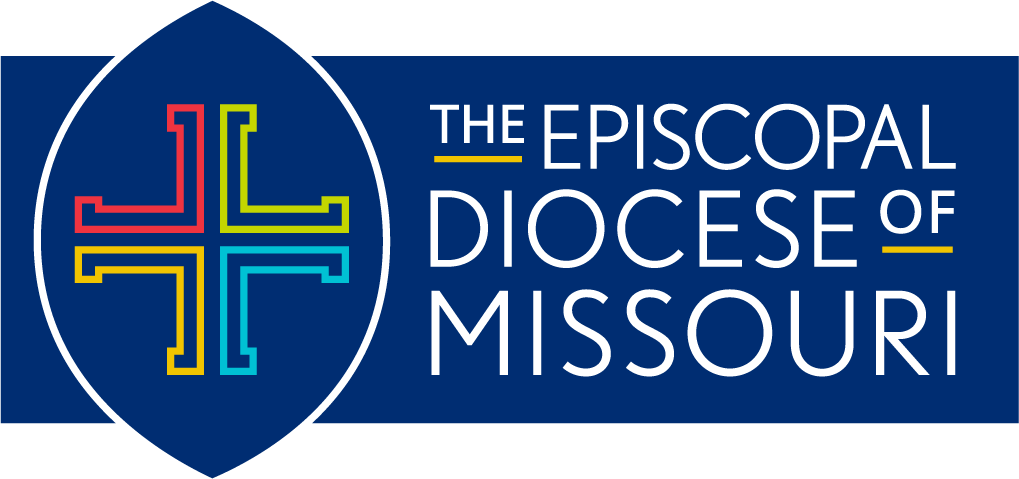 THE EPISCOPAL
DIOCESE OF
MISSOURI